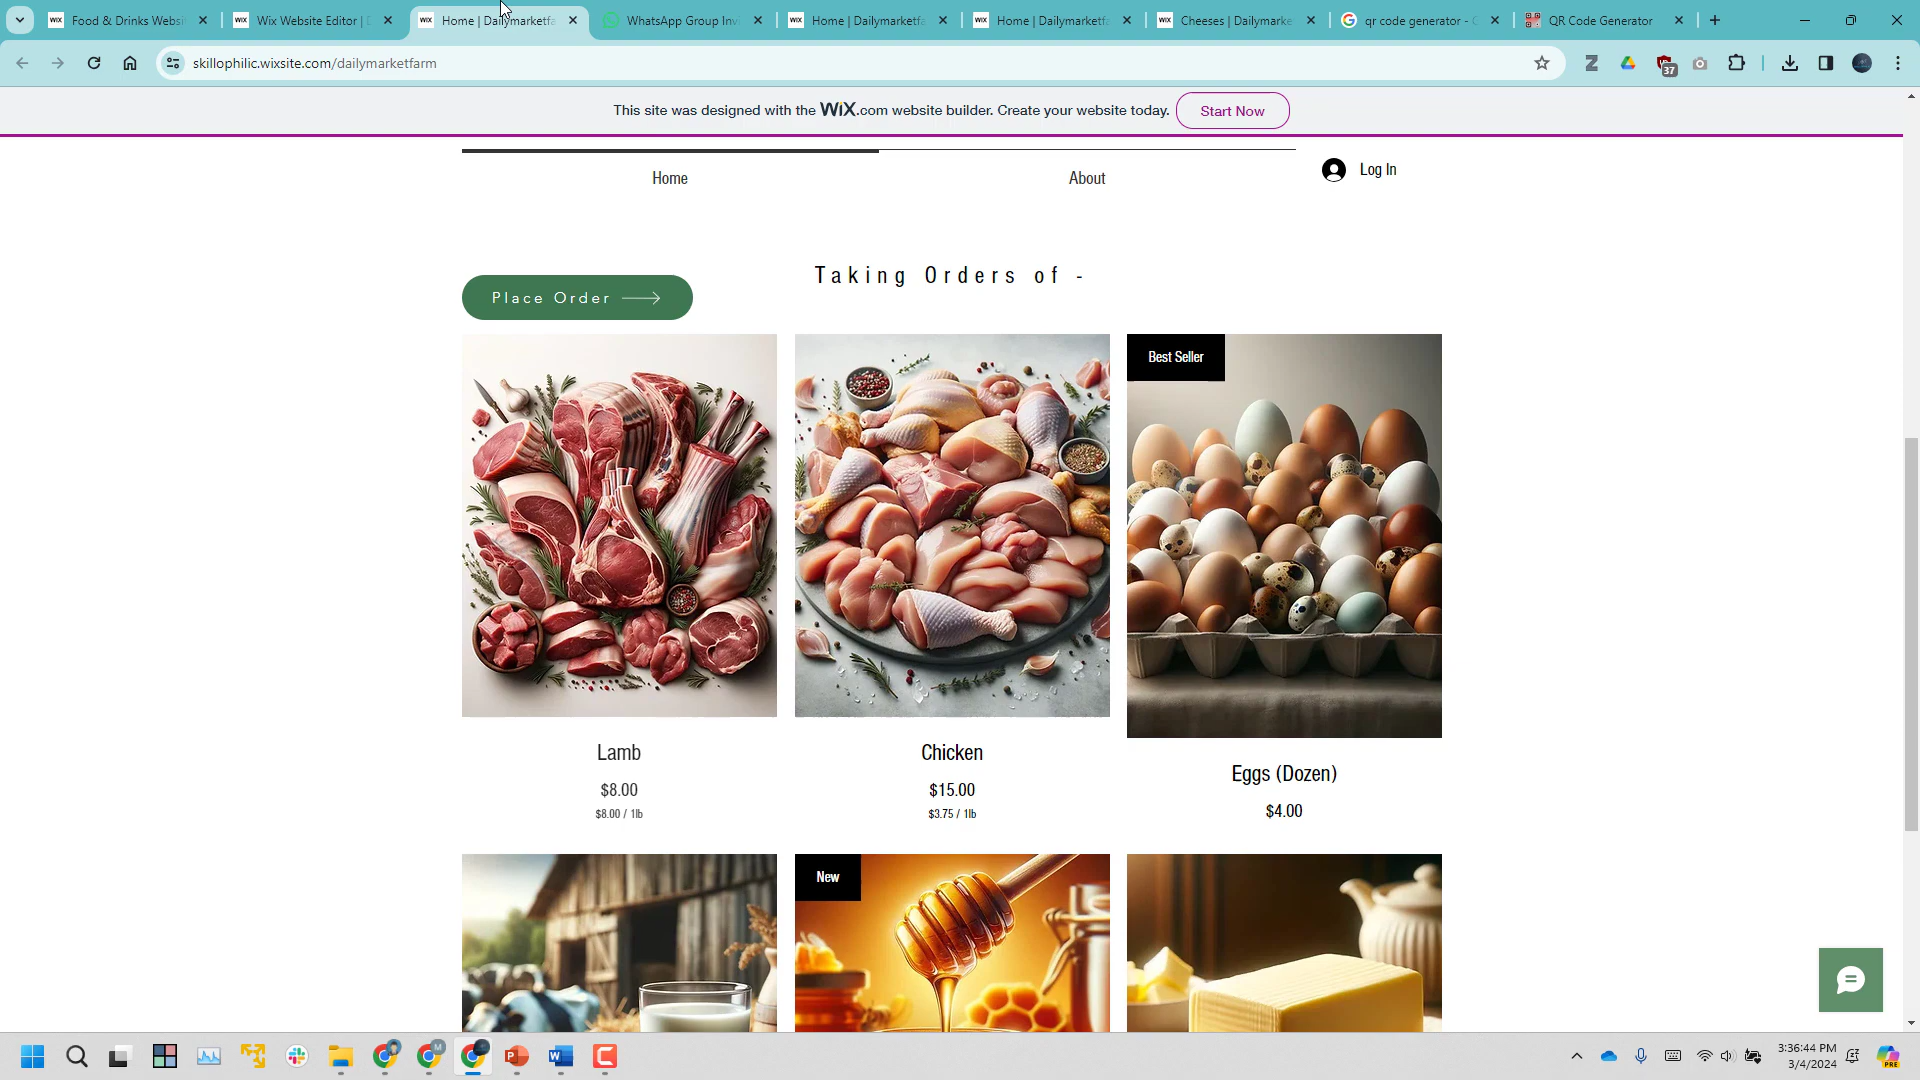 Food & Drinks Websi
Wix Website Editor | D
Home | Dailymarketfa
WhatsApp Group Inv
Home | Dailymarketfa
Home | Dailymarketfa
Cheeses | Dailymarke
qr code generator - G
QR Code Generator
skillophilic.wixsite.com/dailymarketfarm
37
This site was designed with the WiX.com website builder. Create your website today.
Start Now
Home
About
Log In
Taking Orders of -
Place Order
Best Seller
Lamb
$8.00
$8.00 / 1lb
Chicken
$15.00
$3.75 / 1lb
Eggs (Dozen)
$4.00
New
3:36:44 PM
3/4/2024